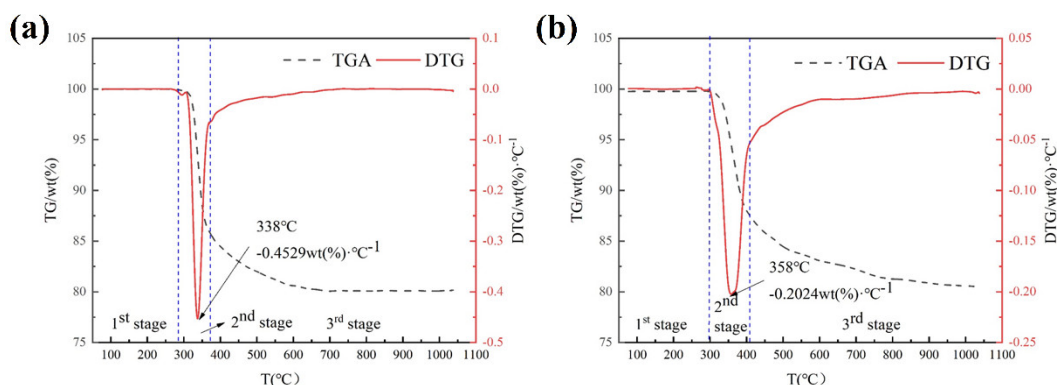 (a)
105
100
95
90
85
80
75
TG/wt(%)
TGA
DTG
0.1
0.0
-0.1
-0.2
-0.3
-0.4
-0.5
DTG/wt(%)·℃⁻¹
338℃
-0.4529wt(%)·℃⁻¹
1st stage
2nd stage
3rd stage
100 200 300 400 500 600 700 800 900 1000 1100
T(℃)
(b)
105
100
95
90
85
80
75
TG/wt(%)
TGA
DTG
0.05
0.00
-0.05
-0.10
-0.15
-0.20
-0.25
DTG/wt(%)·℃⁻¹
358℃
-0.2024wt(%)·℃⁻¹
1st stage
2nd
stage
3rd stage
100 200 300 400 500 600 700 800 900 1000 1100
T(℃)